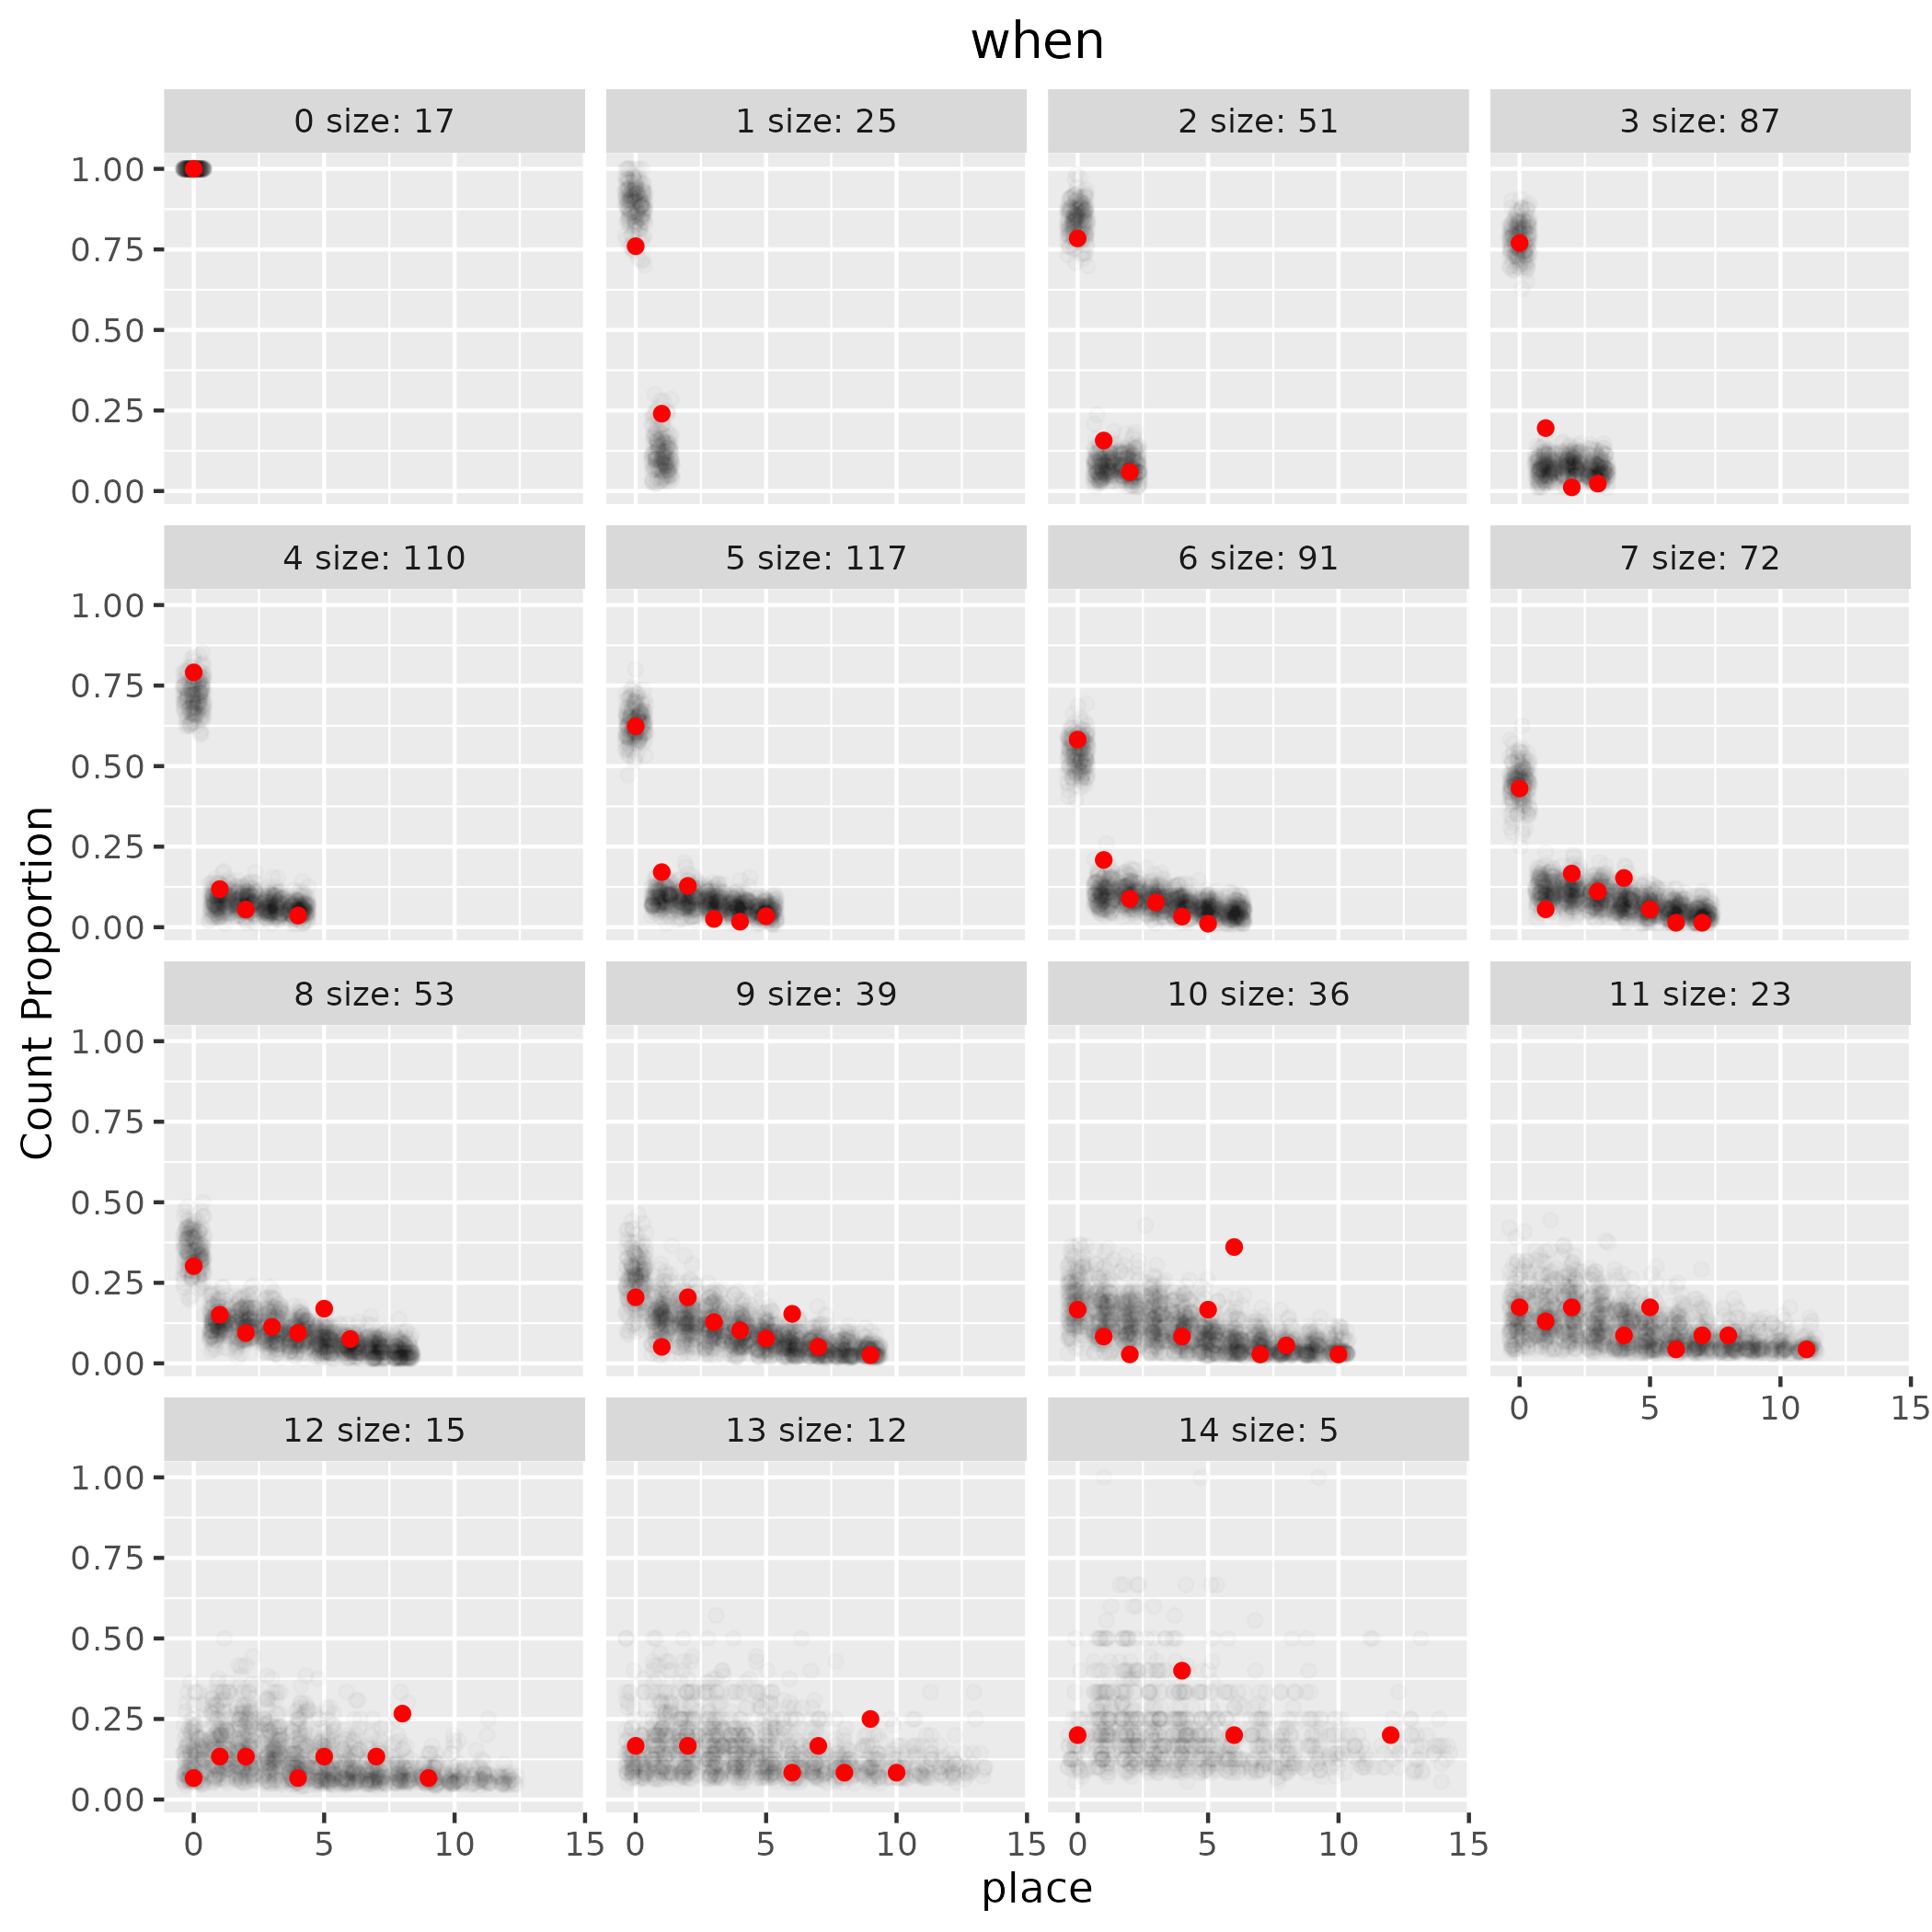 when
0 size: 17
1 size: 25
2 size: 51
3 size: 87
1.00
0.75
0.50
0.25
0.00
4 size: 110
5 size: 117
6 size: 91
7 size: 72
1.00
0.75
0.50
0.25
0.00
Count Proportion
8 size: 53
9 size: 39
10 size: 36
11 size: 23
1.00
0.75
0.50
0.25
0.00
0 5 10 15
12 size: 15
13 size: 12
14 size: 5
1.00
0.75
0.50
0.25
0.00
0 5 10 15
0 5 10 15
0 5 10 15
place